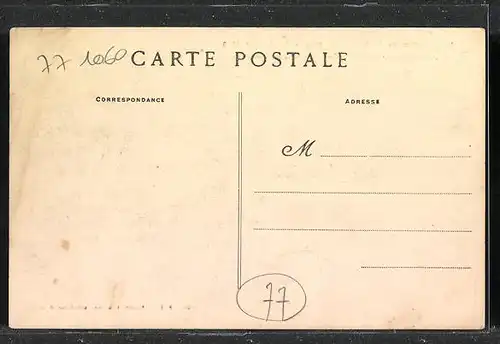 77 1060 CARTE POSTALE
CORRESPONDANCE
ADRESSE
M
77